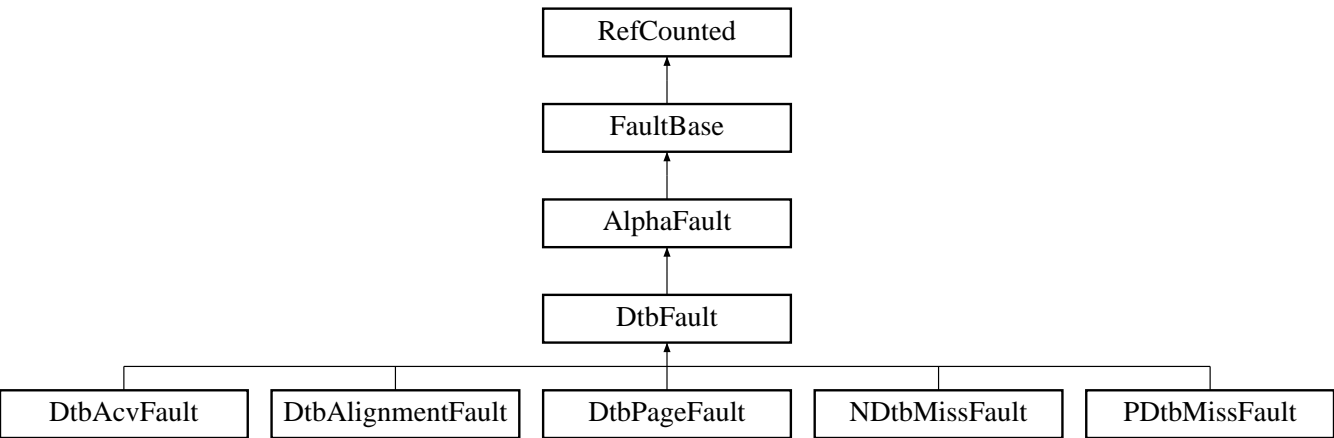 RefCounted
FaultBase
AlphaFault
DtbFault
DtbAcvFault DtbAlignmentFault DtbPageFault NDtbMissFault PDtbMissFault